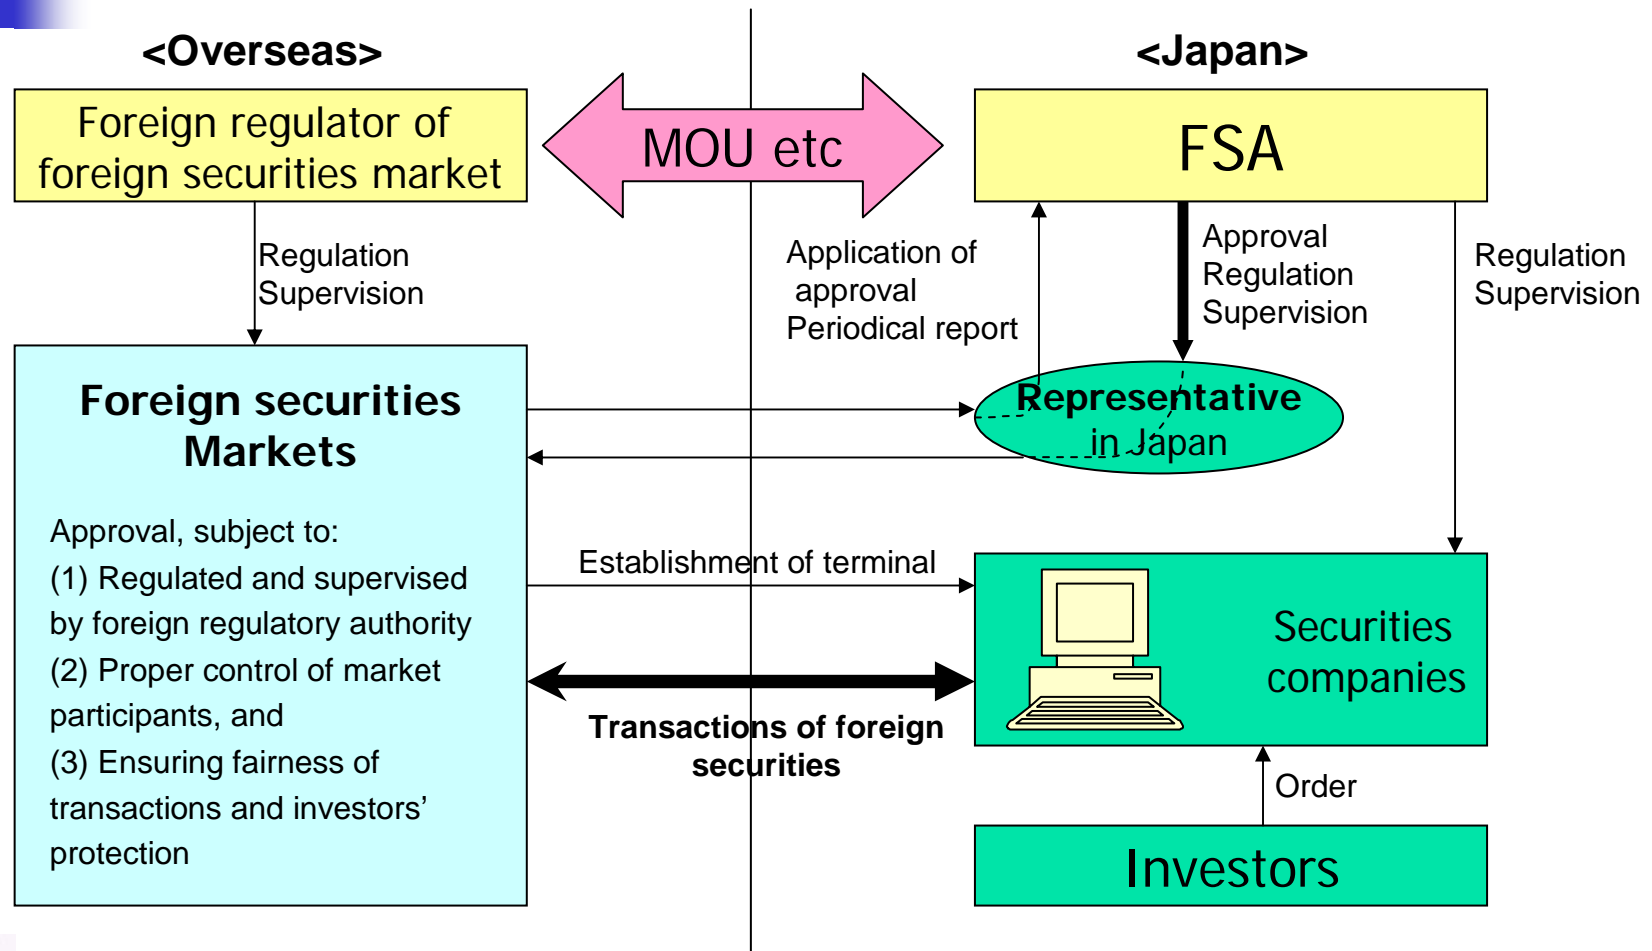 <Overseas>
<Japan>
Foreign regulator of
foreign securities market
MOU etc
FSA
Regulation
Supervision
Application of
approval
Periodical report
Approval
Regulation
Supervision
Regulation
Supervision
Foreign securities
Markets
Representative
in Japan
Approval, subject to:
(1) Regulated and supervised
by foreign regulatory authority
(2) Proper control of market
participants, and
(3) Ensuring fairness of
transactions and investors’
protection
Establishment of terminal
Securities
companies
Transactions of foreign
securities
Order
Investors